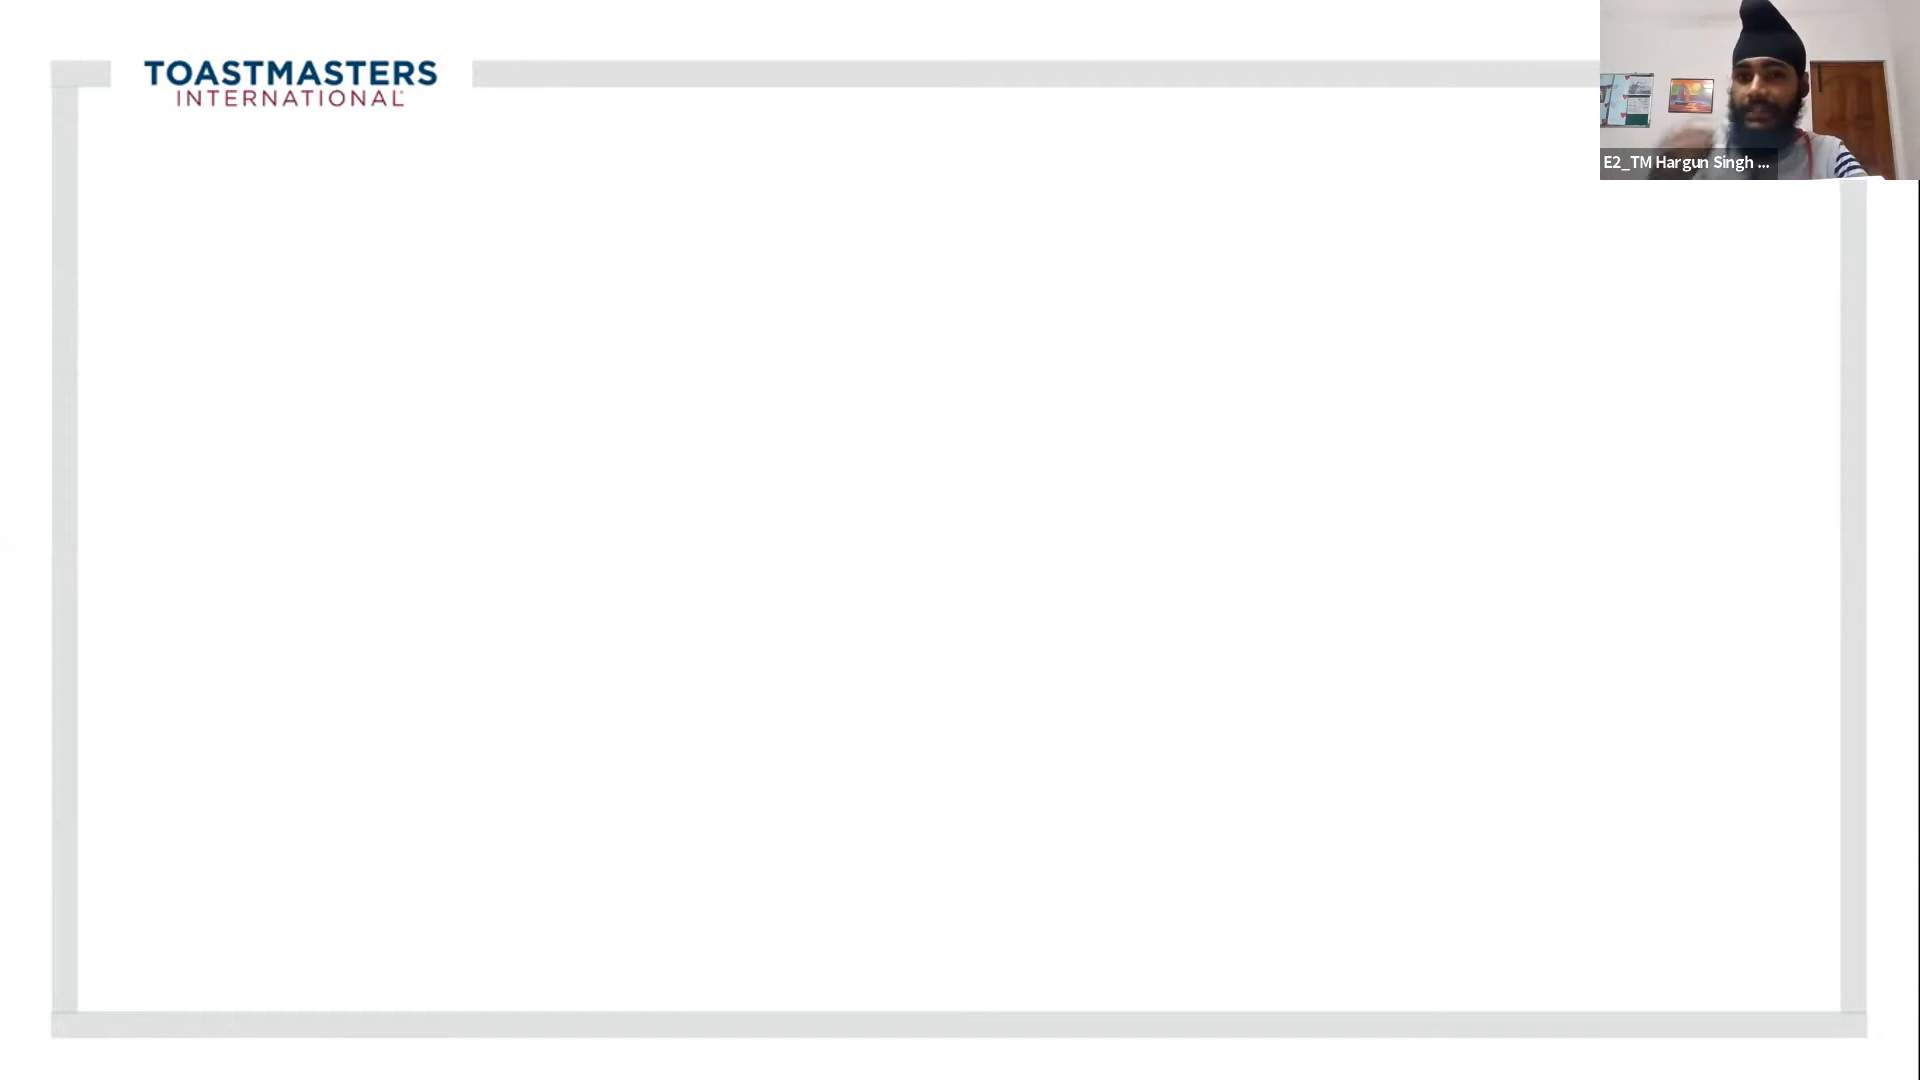 TOASTMASTERS
INTERNATIONAL
E2_TM Hargun Singh ...